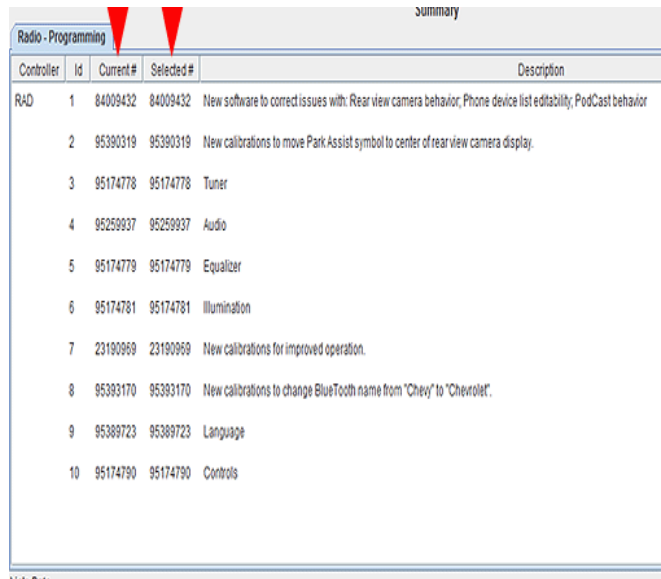 Summary
Radio - Programming
Controller Id Current # Selected # Description
RAD 1 84009432 84009432 New software to correct issues with: Rear view camera behavior; Phone device list editability; PodCast behavior
2 95390319 95390319 New calibrations to move Park Assist symbol to center of rear view camera display.
3 95174778 95174778 Tuner
4 95259937 95259937 Audio
5 95174779 95174779 Equalizer
6 95174781 95174781 Illumination
7 23190969 23190969 New calibrations for improved operation.
8 95393170 95393170 New calibrations to change BlueTooth name from "Chevy" to "Chevrolet".
9 95389723 95389723 Language
10 95174790 95174790 Controls